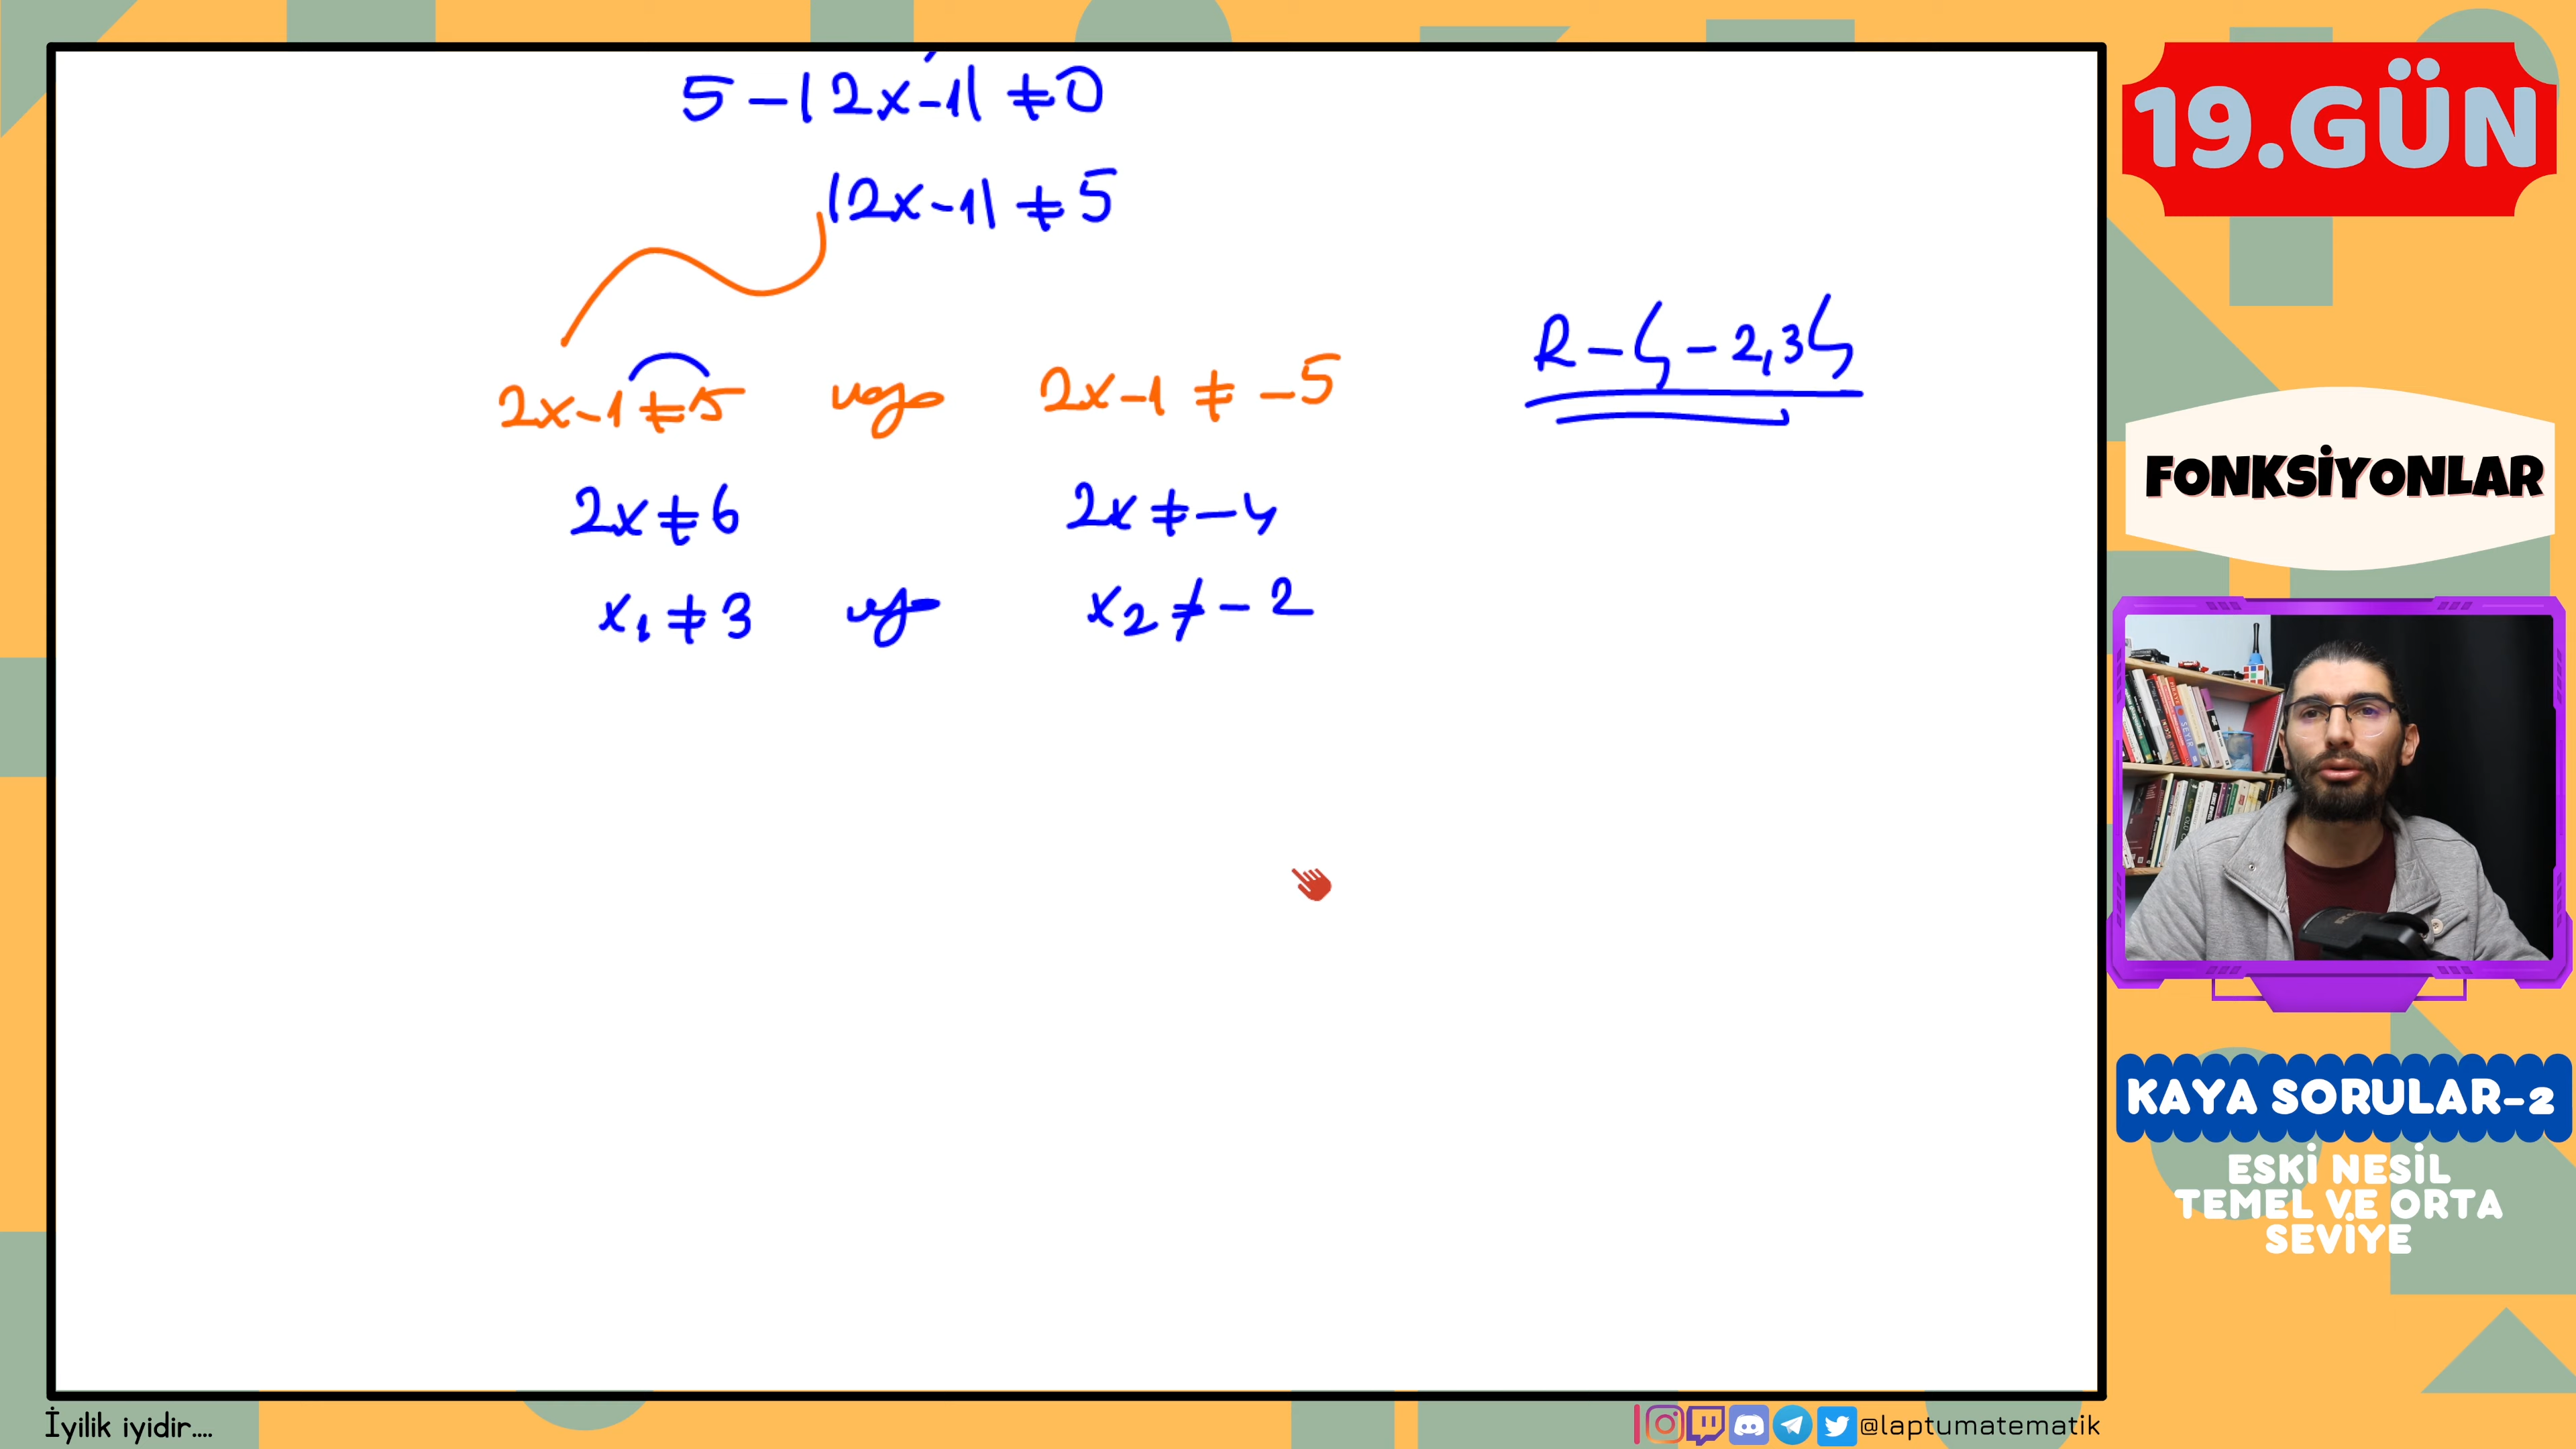 5 - |2x - 1| ≠ 0
|2x - 1| ≠ 5
2x - 1 ≠ 5 veya 2x - 1 ≠ -5
2x ≠ 6 2x ≠ -4
x₁ ≠ 3 veya x₂ ≠ -2
R - {-2, 3}
19.GÜN
FONKSİYONLAR
KAYA SORULAR-2
ESKİ NESİL
TEMEL VE ORTA
SEVİYE
İyilik iyidir....
@laptumatematik